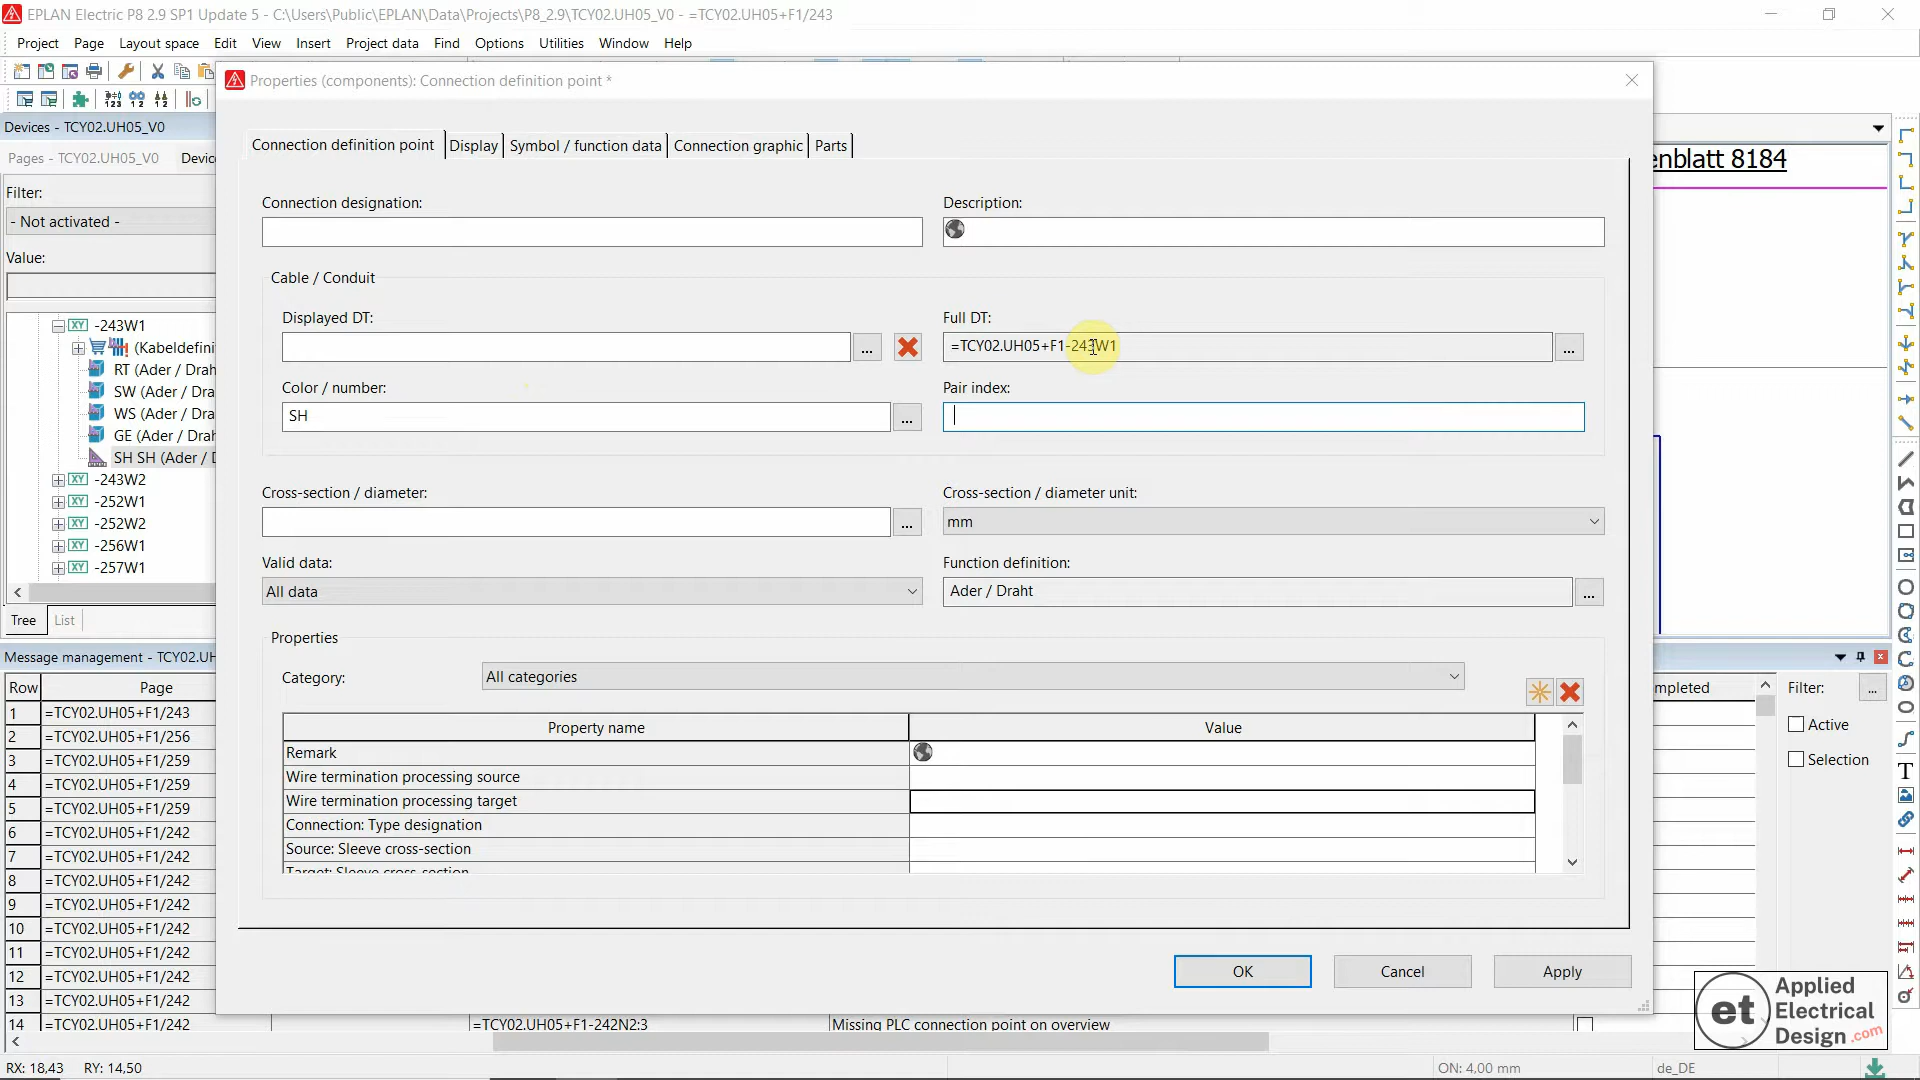 EPLAN Electric P8 2.9 SP1 Update 5 - C:\Users\Public\EPLAN\Data\Projects\P8_2.9\TCY02.UH05_V0 - =TCY02.UH05+F1/243
Project Page Layout space Edit View Insert Project data Find Options Utilities Window Help
Properties (components): Connection definition point *
Devices - TCY02.UH05_V0
Pages - TCY02.UH05_V0
Filter:
- Not activated -
Value:
-243W1
(Kabeldefini
RT (Ader / Drah
SW (Ader / Drah
WS (Ader / Drah
GE (Ader / Drah
SH SH (Ader /
-243W2
-252W1
-252W2
-256W1
-257W1
Tree List
Connection definition point Display Symbol / function data Connection graphic Parts
Connection designation: Description:
Cable / Conduit
Displayed DT: Full DT:
... =TCY02.UH05+F1-243W1 ...
Color / number: Pair index:
SH ...
Cross-section / diameter: Cross-section / diameter unit:
... mm
Valid data: Function definition:
All data Ader / Draht ...
Properties
Category: All categories
Property name Value
Remark
Wire termination processing source
Wire termination processing target
Connection: Type designation
Source: Sleeve cross-section
Target: Sleeve cross-section
OK Cancel Apply
enblatt 8184
Message management - TCY02.UH
Row Page mpleted Filter: ...
1 =TCY02.UH05+F1/243
2 =TCY02.UH05+F1/256
3 =TCY02.UH05+F1/259
4 =TCY02.UH05+F1/259
5 =TCY02.UH05+F1/259
6 =TCY02.UH05+F1/242
7 =TCY02.UH05+F1/242
8 =TCY02.UH05+F1/242
9 =TCY02.UH05+F1/242
10 =TCY02.UH05+F1/242
11 =TCY02.UH05+F1/242
12 =TCY02.UH05+F1/242
13 =TCY02.UH05+F1/242
14 =TCY02.UH05+F1/242 =TCY02.UH05+F1-242N2:3 Missing PLC connection point on overview
Active
Selection
et Applied
Electrical
Design.com
RX: 18,43 RY: 14,50 ON: 4,00 mm de_DE